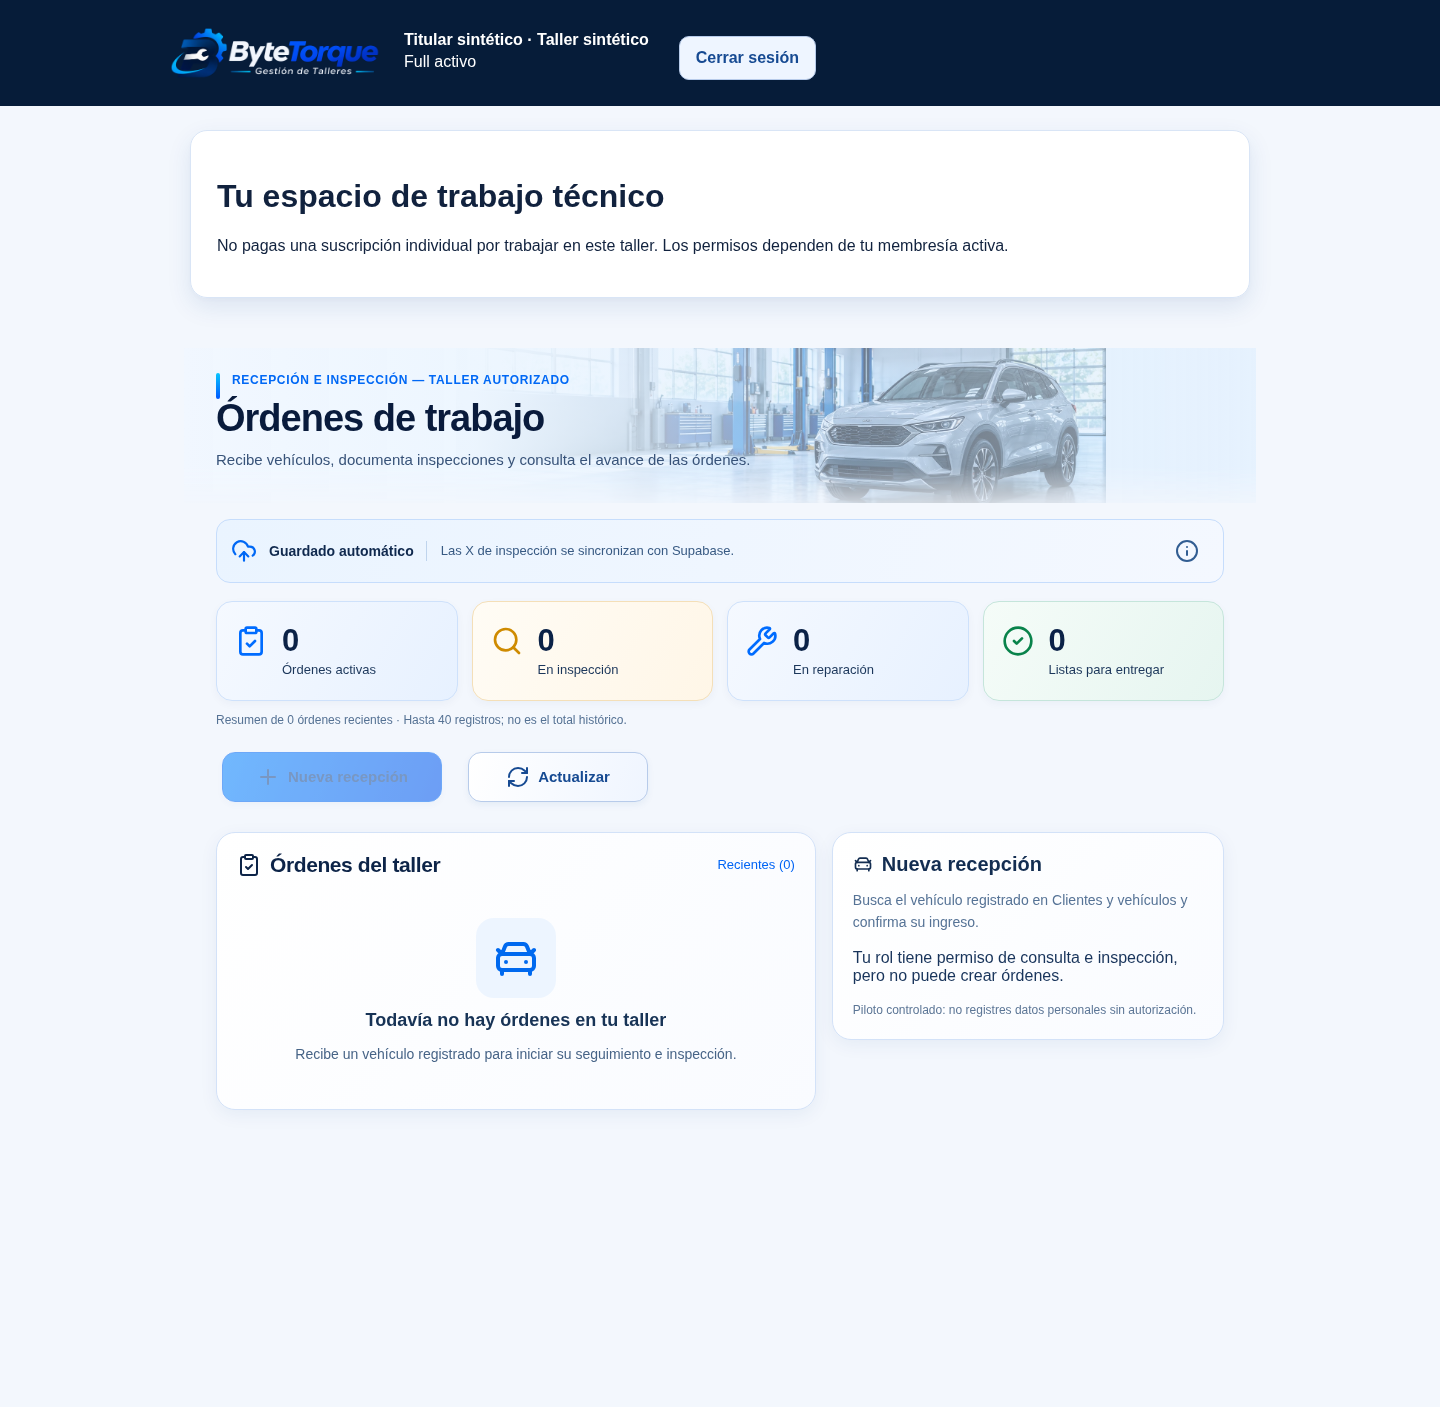 ByteTorque
Gestión de Talleres
Titular sintético · Taller sintético
Full activo
Cerrar sesión
Tu espacio de trabajo técnico
No pagas una suscripción individual por trabajar en este taller. Los permisos dependen de tu membresía activa.
RECEPCIÓN E INSPECCIÓN — TALLER AUTORIZADO
Órdenes de trabajo
Recibe vehículos, documenta inspecciones y consulta el avance de las órdenes.
Guardado automático
Las X de inspección se sincronizan con Supabase.
0
Órdenes activas
0
En inspección
0
En reparación
0
Listas para entregar
Resumen de 0 órdenes recientes · Hasta 40 registros; no es el total histórico.
Nueva recepción
Actualizar
Órdenes del taller
Recientes (0)
Todavía no hay órdenes en tu taller
Recibe un vehículo registrado para iniciar su seguimiento e inspección.
Nueva recepción
Busca el vehículo registrado en Clientes y vehículos y
confirma su ingreso.
Tu rol tiene permiso de consulta e inspección,
pero no puede crear órdenes.
Piloto controlado: no registres datos personales sin autorización.